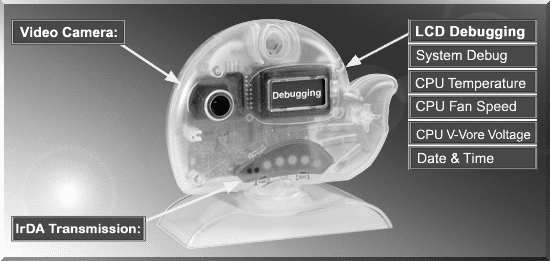 Video Camera:
LCD Debugging
System Debug
CPU Temperature
CPU Fan Speed
CPU V-Vore Voltage
Date & Time
Debugging
IrDA Transmission: